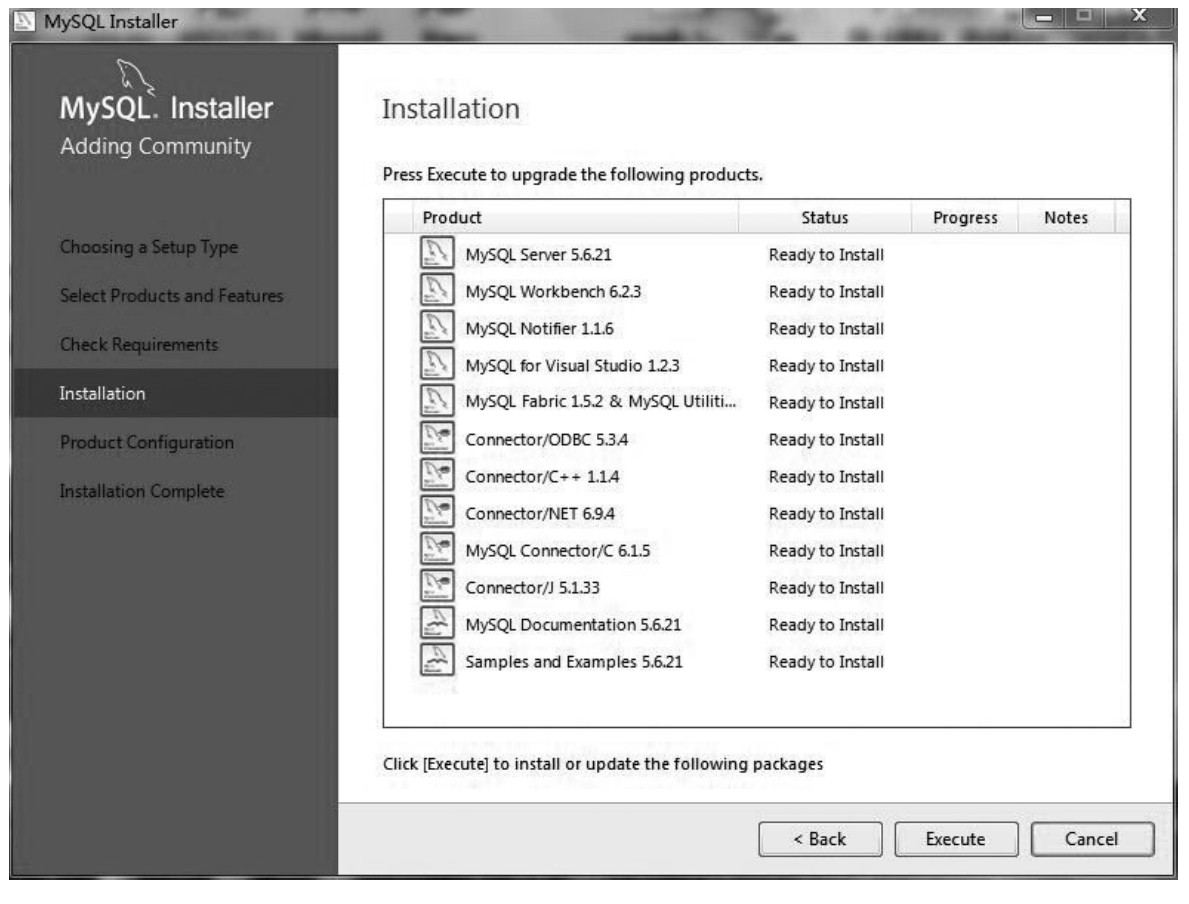 MySQL Installer
MySQL. Installer
Adding Community
Choosing a Setup Type
Select Products and Features
Check Requirements
Installation
Product Configuration
Installation Complete
Installation
Press Execute to upgrade the following products.
Product Status Progress Notes
MySQL Server 5.6.21 Ready to Install
MySQL Workbench 6.2.3 Ready to Install
MySQL Notifier 1.1.6 Ready to Install
MySQL for Visual Studio 1.2.3 Ready to Install
MySQL Fabric 1.5.2 & MySQL Utiliti... Ready to Install
Connector/ODBC 5.3.4 Ready to Install
Connector/C++ 1.1.4 Ready to Install
Connector/NET 6.9.4 Ready to Install
MySQL Connector/C 6.1.5 Ready to Install
Connector/J 5.1.33 Ready to Install
MySQL Documentation 5.6.21 Ready to Install
Samples and Examples 5.6.21 Ready to Install
Click [Execute] to install or update the following packages
< Back Execute Cancel